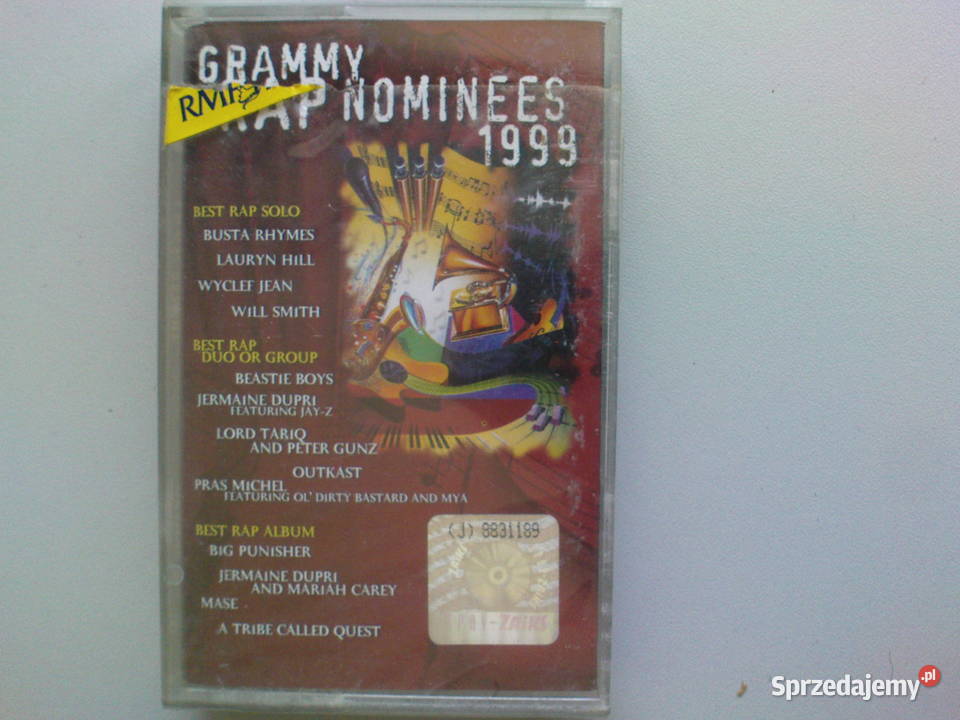 GRAMMY
RMF
RAP NOMINEES
1999
BEST RAP SOLO
BUSTA RHYMES
LAURYN HILL
WYCLEF JEAN
WILL SMITH
BEST RAP
DUO OR GROUP
BEASTIE BOYS
JERMAINE DUPRI
FEATURING JAY-Z
LORD TARIQ
AND PETER GUNZ
OUTKAST
PRAS MICHEL
FEATURING OL' DIRTY BASTARD AND MYA
BEST RAP ALBUM
BIG PUNISHER
JERMAINE DUPRI
AND MARIAH CAREY
MASE
A TRIBE CALLED QUEST
(J) 8831189
ZAIKS
Sprzedajemy.pl